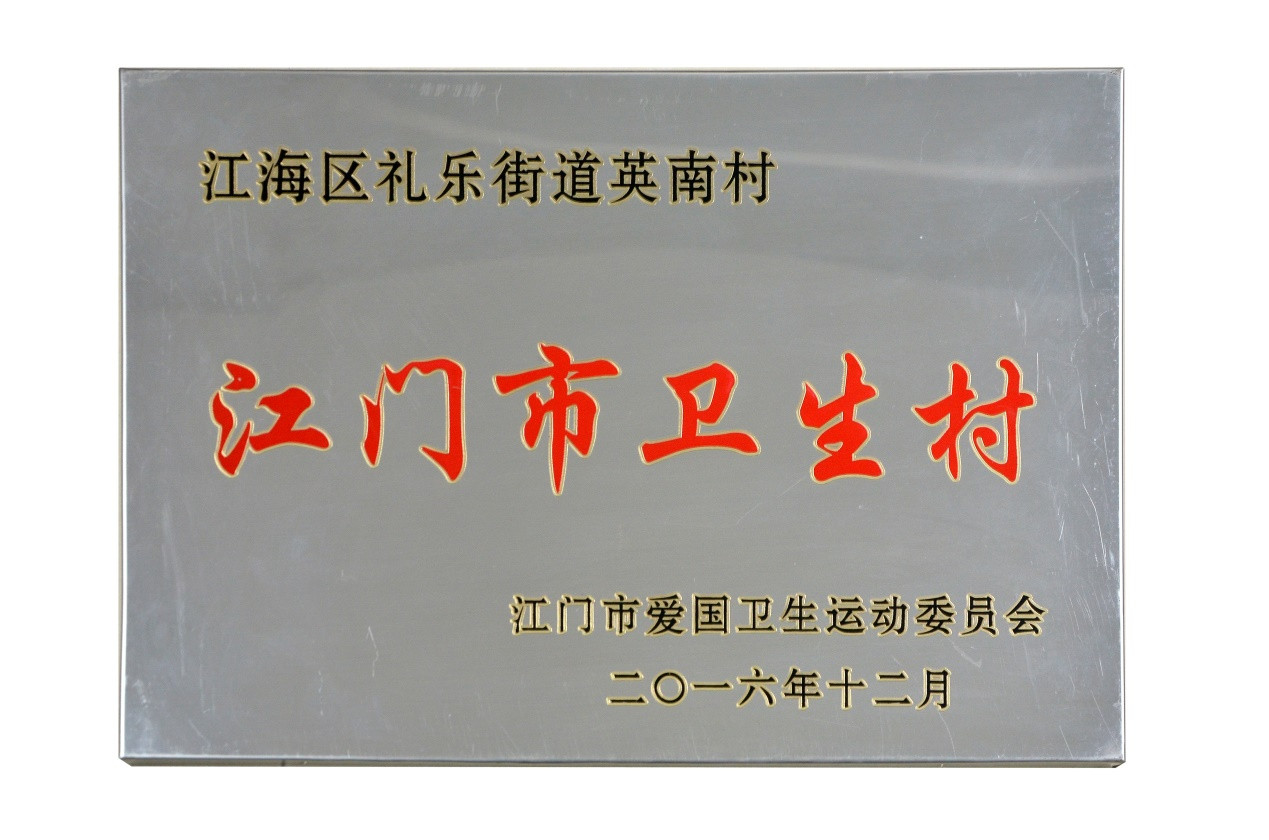 江海区礼乐街道英南村
江门市卫生村
江门市爱国卫生运动委员会
二〇一六年十二月